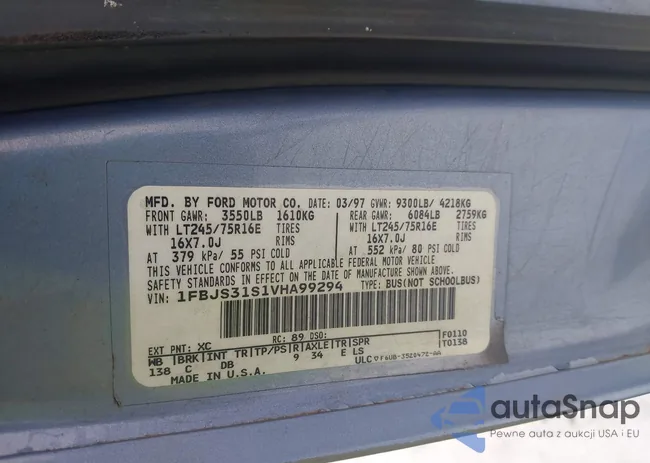 MFD. BY FORD MOTOR CO. DATE: 03/97 GVWR: 9300LB/ 4218KG
FRONT GAWR: 3550LB 1610KG REAR GAWR: 6084LB 2759KG
WITH LT245/75R16E TIRES WITH LT245/75R16E TIRES
16X7.0J RIMS 16X7.0J RIMS
AT 379 kPa/ 55 PSI COLD AT 552 kPa/ 80 PSI COLD
THIS VEHICLE CONFORMS TO ALL APPLICABLE FEDERAL MOTOR VEHICLE
SAFETY STANDARDS IN EFFECT ON THE DATE OF MANUFACTURE SHOWN ABOVE.
VIN: 1FBJS31S1VHA99294 TYPE: BUS(NOT SCHOOLBUS)
EXT PNT: XC RC: 89 DSO: F0110
WB BRK INT TR TP/PS R AXLE TR SPR T0138
138 C DB 9 34 E LS
MADE IN U.S.A. ULC F6UB-3520472-AA
autaSnap
Pewne auta z aukcji USA i EU